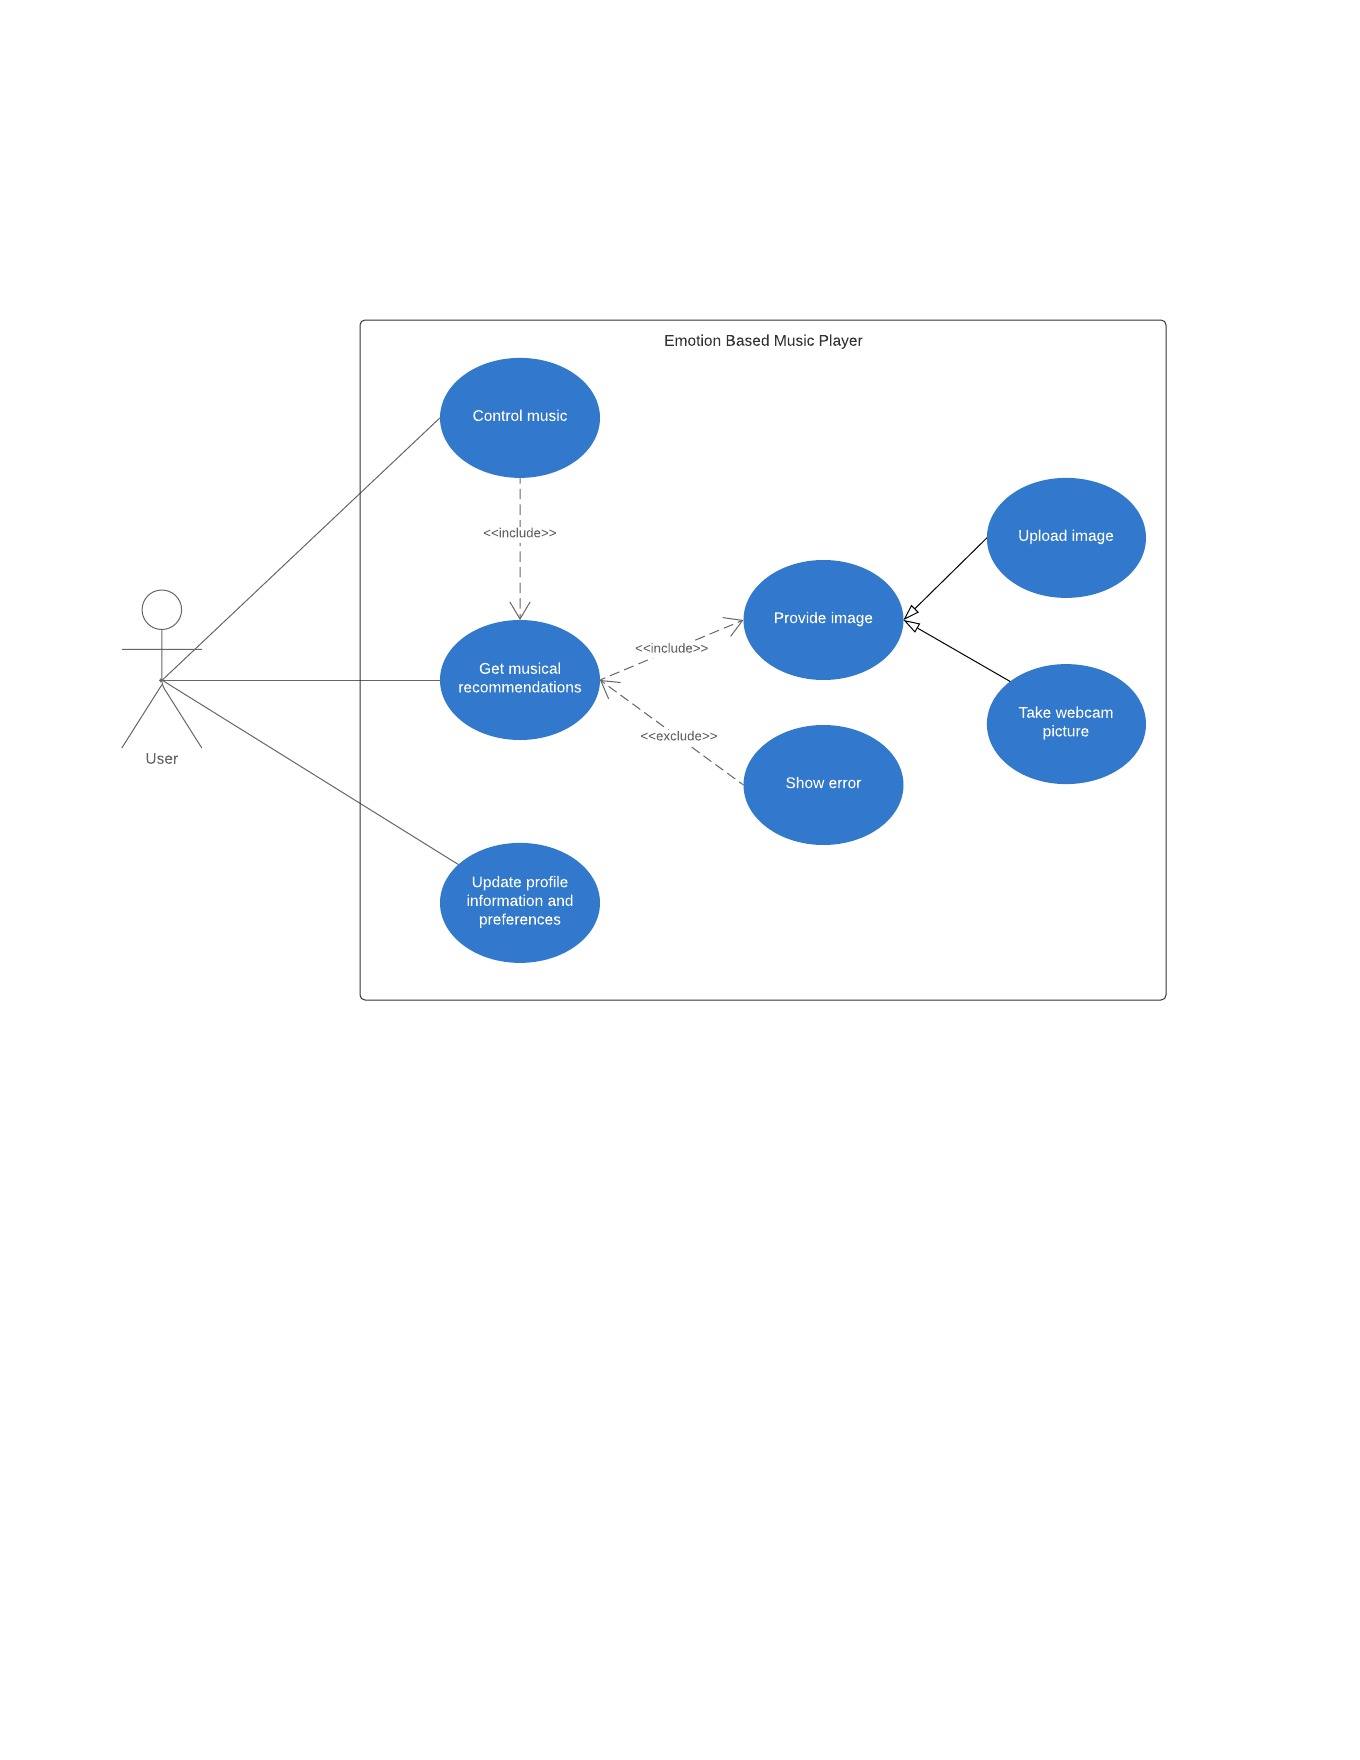 Emotion Based Music Player
Control music
<<include>>
Upload image
Provide image
<<include>>
Get musical
recommendations
Take webcam
picture
<<exclude>>
User
Show error
Update profile
information and
preferences